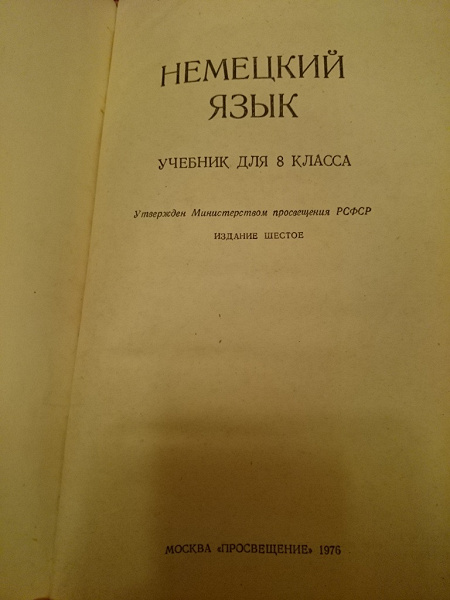 НЕМЕЦКИЙ
ЯЗЫК
УЧЕБНИК ДЛЯ 8 КЛАССА
Утвержден Министерством просвещения РСФСР
ИЗДАНИЕ ШЕСТОЕ
МОСКВА «ПРОСВЕЩЕНИЕ» 1976